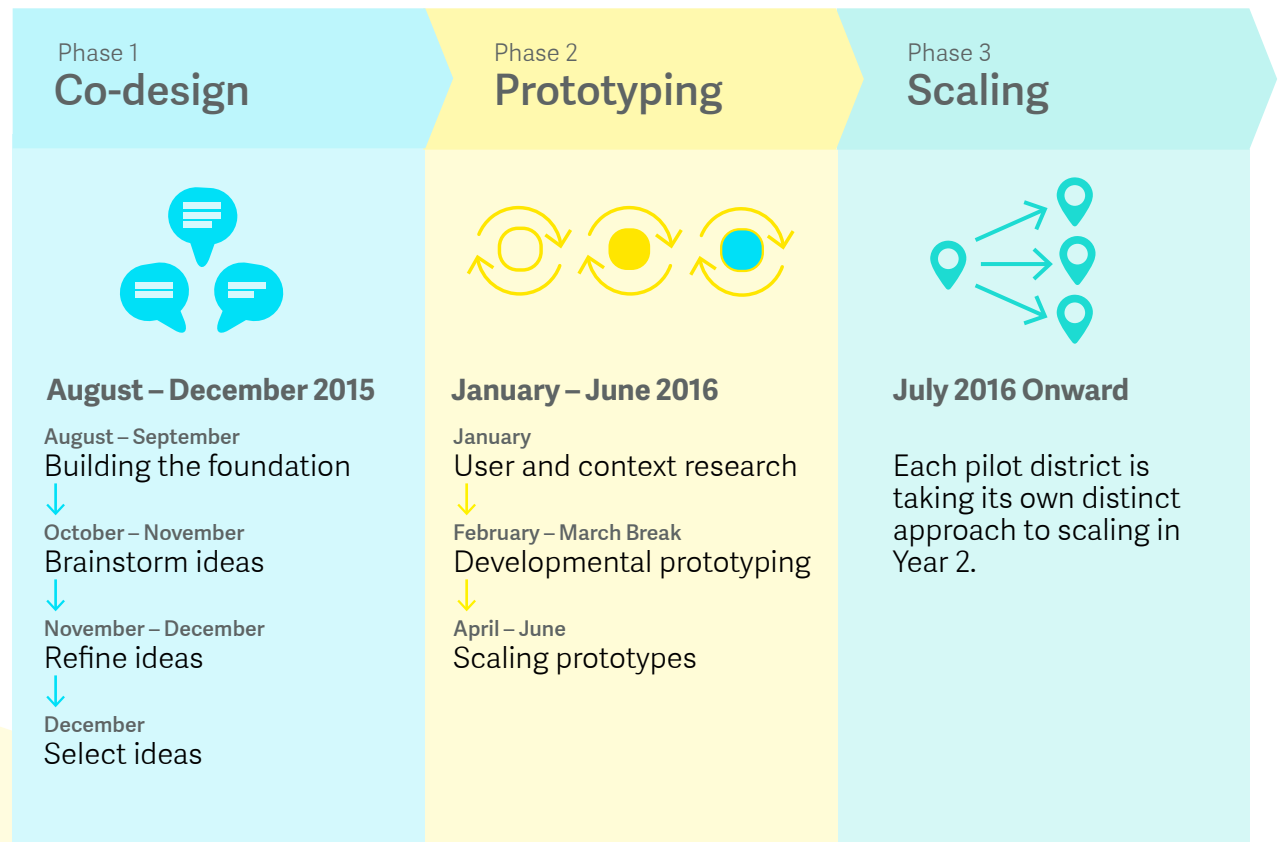 Phase 1
Co-design
August – December 2015
August – September
Building the foundation
October – November
Brainstorm ideas
November – December
Refine ideas
December
Select ideas
Phase 2
Prototyping
January – June 2016
January
User and context research
February – March Break
Developmental prototyping
April – June
Scaling prototypes
Phase 3
Scaling
July 2016 Onward
Each pilot district is
taking its own distinct
approach to scaling in
Year 2.